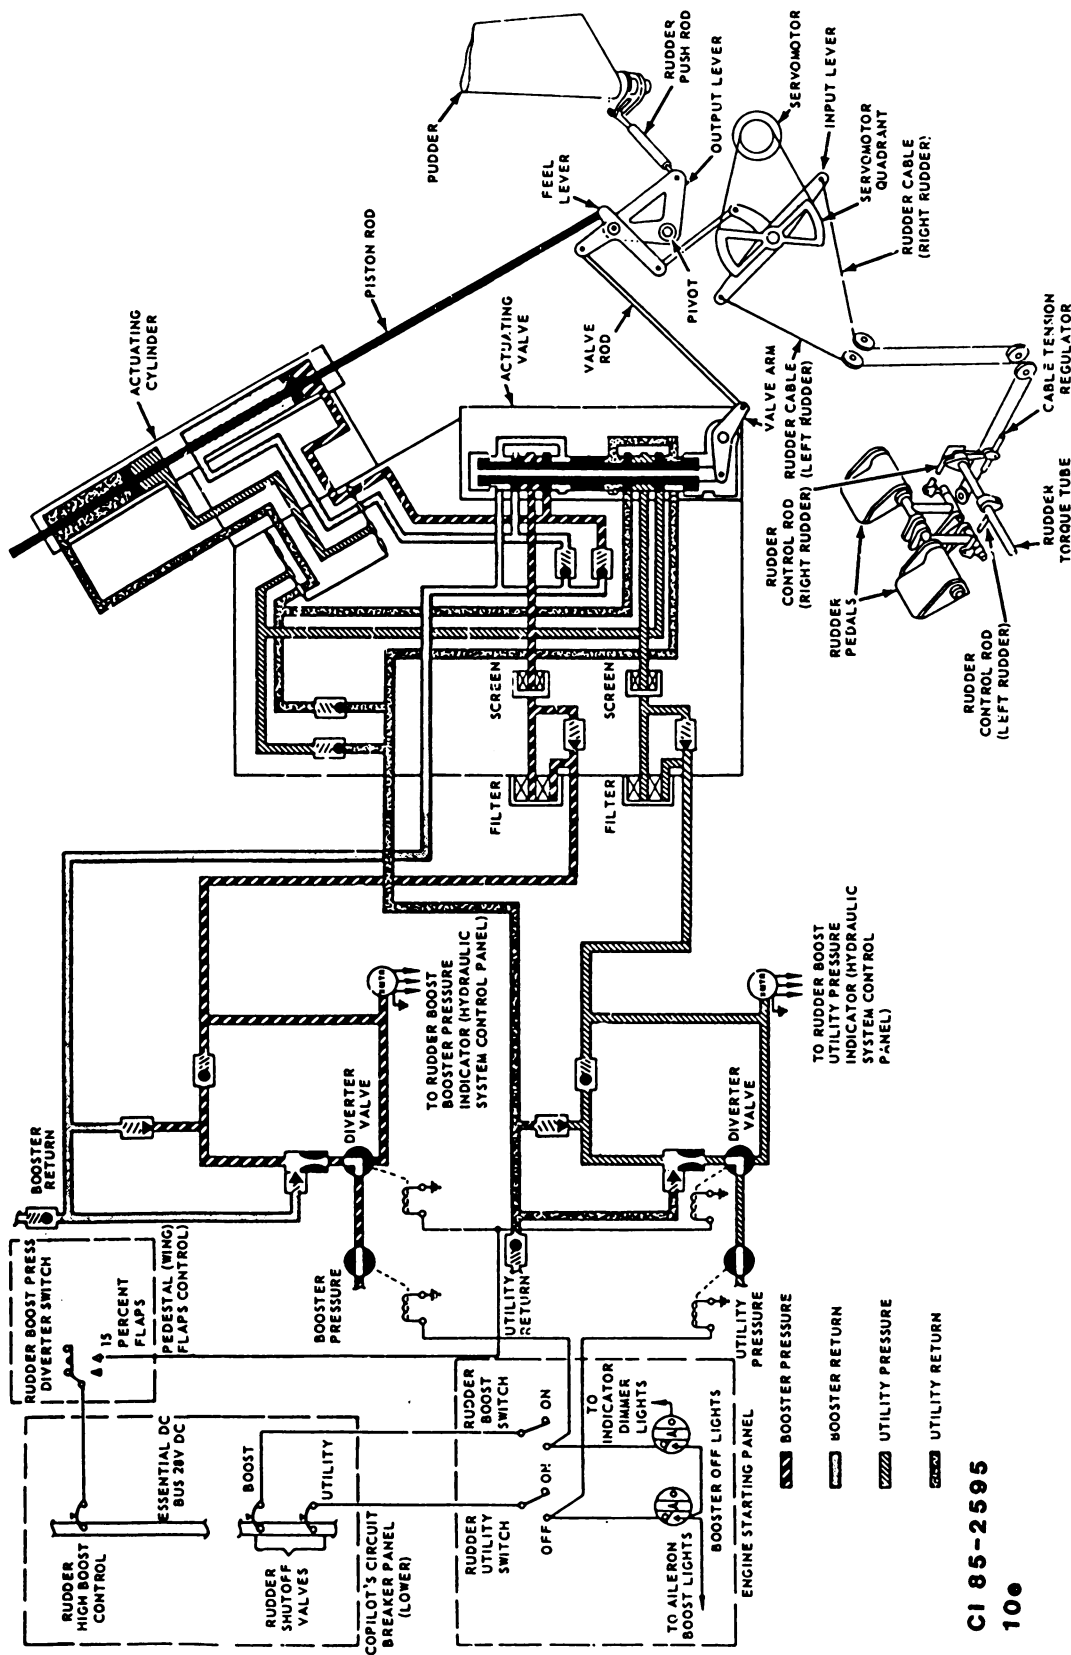 PUDDER
RUDDER
PUSH ROD
OUTPUT LEVER
SERVOMOTOR
INPUT LEVER
SERVOMOTOR
QUADRANT
RUDDER CABLE
(RIGHT RUDDER)
FEEL
LEVER
PISTON ROD
ACTUATING
CYLINDER
ACTUATING
VALVE
VALVE
ROD
PIVOT
VALVE ARM
RUDDER CABLE
(LEFT RUDDER)
RUDDER
CONTROL ROD
(RIGHT RUDDER)
CABLE TENSION
REGULATOR
RUDDER
TORQUE TUBE
RUDDER
PEDALS
RUDDER
CONTROL ROD
(LEFT RUDDER)
SCREEN
SCREEN
FILTER
FILTER
TO RUDDER BOOST
BOOSTER PRESSURE
INDICATOR (HYDRAULIC
SYSTEM CONTROL PANEL)
TO RUDDER BOOST
UTILITY PRESSURE
INDICATOR (HYDRAULIC
SYSTEM CONTROL
PANEL)
DIVERTER
VALVE
DIVERTER
VALVE
BOOSTER
RETURN
BOOSTER
PRESSURE
UTILITY
RETURN
UTILITY
PRESSURE
RUDDER BOOST PRESS
DIVERTER SWITCH
15
PERCENT
FLAPS
PEDESTAL (WING
FLAPS CONTROL)
RUDDER
HIGH BOOST
CONTROL
ESSENTIAL DC
BUS 28V DC
BOOST
UTILITY
RUDDER
SHUTOFF
VALVES
COPILOT'S CIRCUIT
BREAKER PANEL
(LOWER)
RUDDER
BOOST
SWITCH
ON
RUDDER
UTILITY
SWITCH
ON
OFF
TO
INDICATOR
DIMMER
LIGHTS
TO AILERON
BOOST LIGHTS
BOOSTER OFF LIGHTS
ENGINE STARTING PANEL
BOOSTER PRESSURE
BOOSTER RETURN
UTILITY PRESSURE
UTILITY RETURN
CI 85-2595
10e